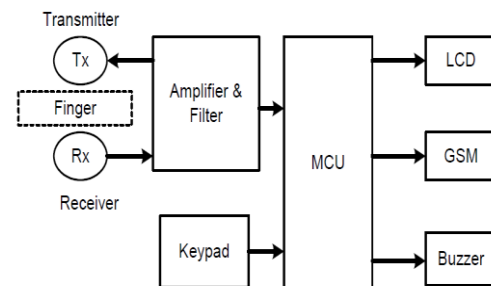 Transmitter
Tx
Finger
Rx
Receiver
Amplifier &
Filter
Keypad
MCU
LCD
GSM
Buzzer